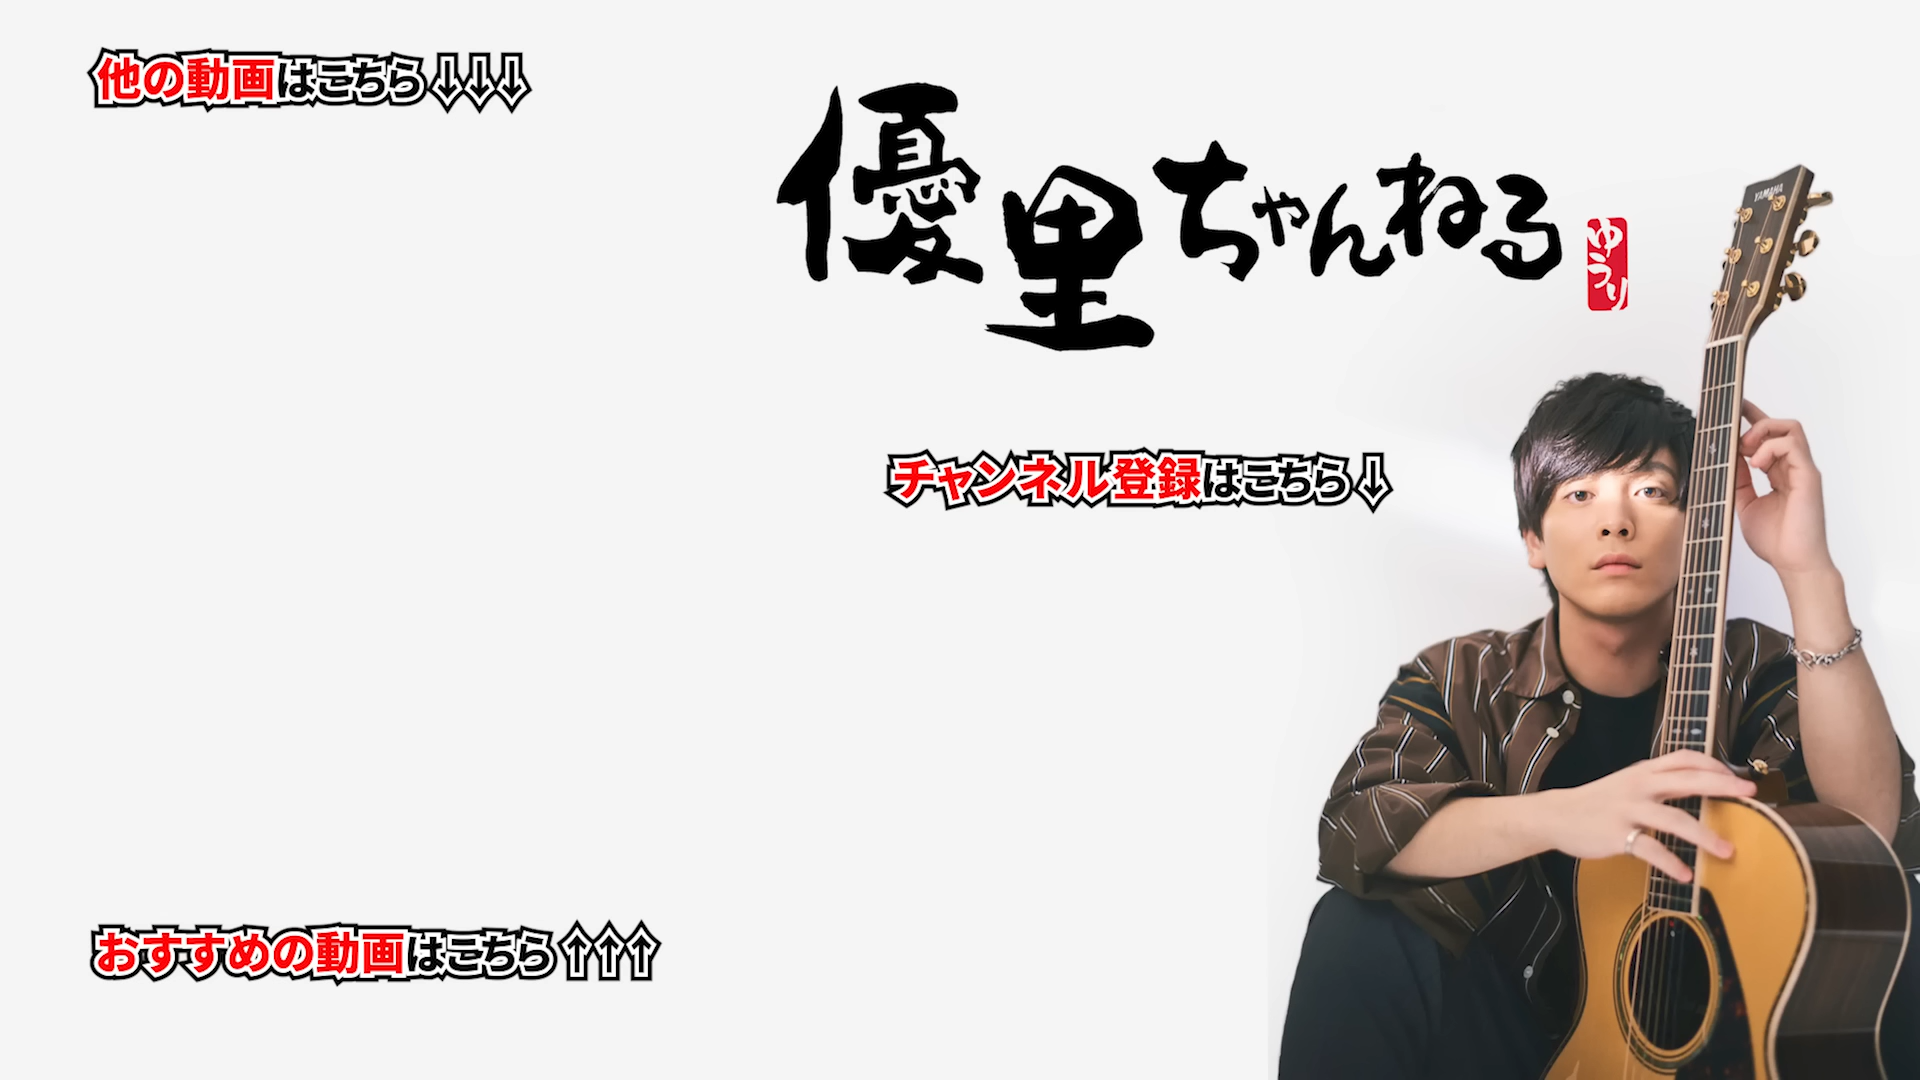 他の動画はこちら↓↓↓
優里ちゃんねる
ゆうり
YAMAHA
チャンネル登録はこちら↓
おすすめの動画はこちら↑↑↑